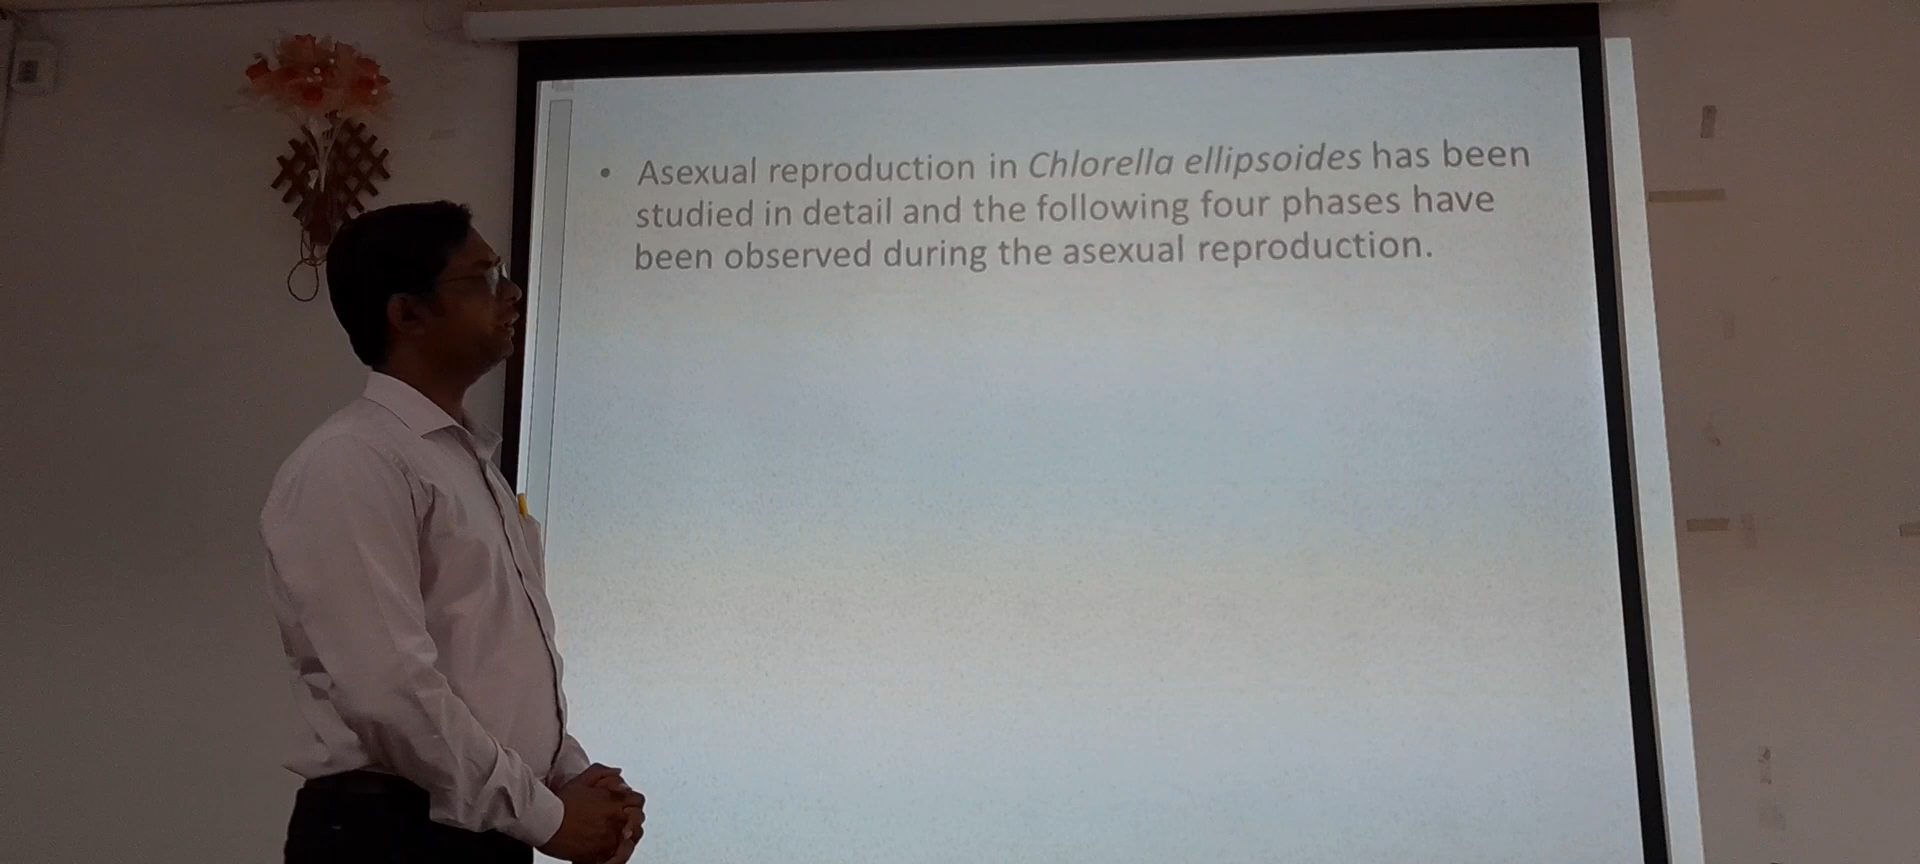 • Asexual reproduction in Chlorella ellipsoides has been
studied in detail and the following four phases have
been observed during the asexual reproduction.